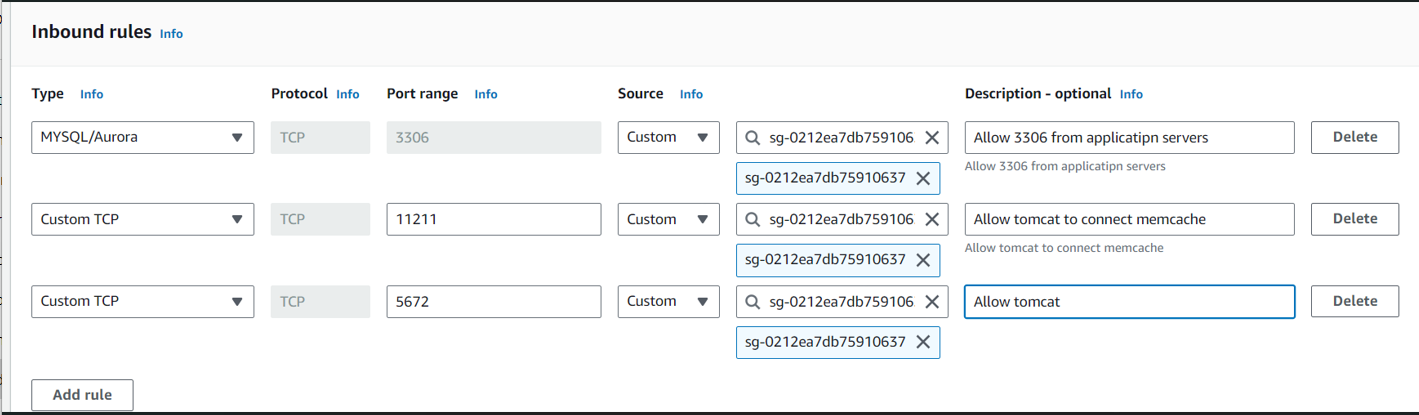 Inbound rules Info
Type Info Protocol Info Port range Info Source Info Description - optional Info
MYSQL/Aurora TCP 3306 Custom sg-0212ea7db759106 Allow 3306 from applicatipn servers Delete
sg-0212ea7db75910637 Allow 3306 from applicatipn servers
Custom TCP TCP 11211 Custom sg-0212ea7db759106 Allow tomcat to connect memcache Delete
sg-0212ea7db75910637 Allow tomcat to connect memcache
Custom TCP TCP 5672 Custom sg-0212ea7db759106 Allow tomcat Delete
sg-0212ea7db75910637
Add rule